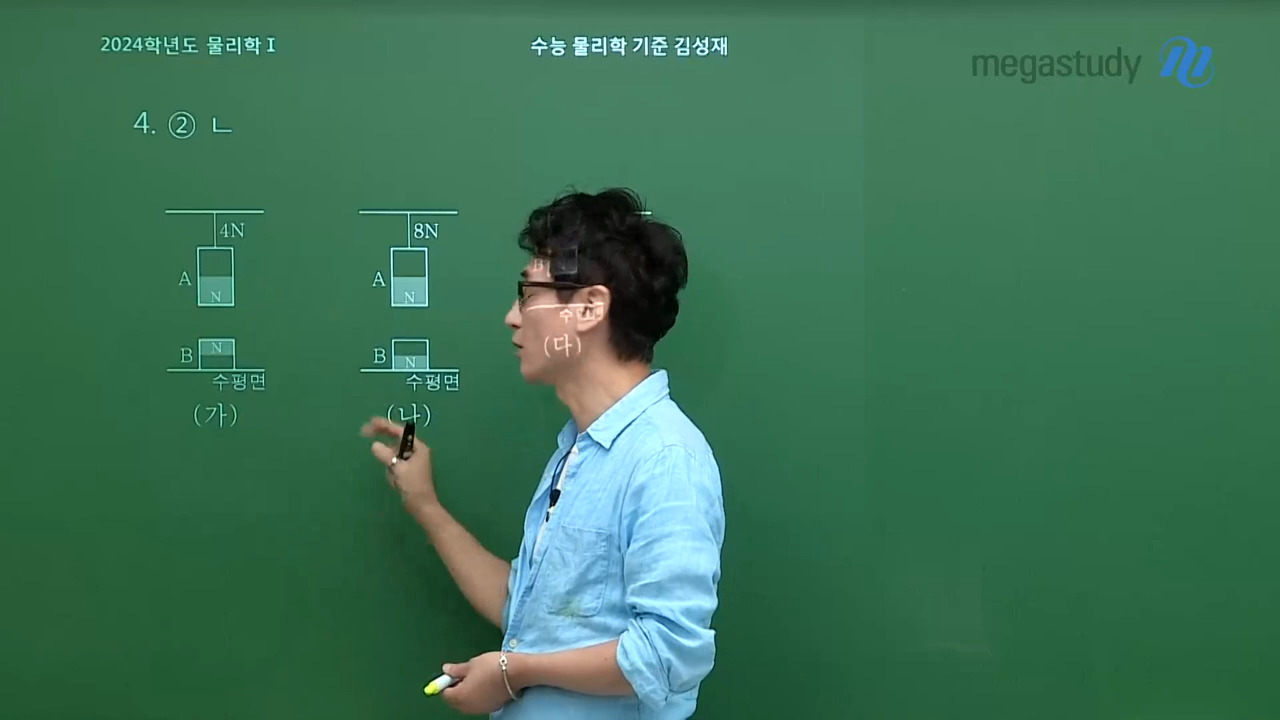 2024학년도 물리학 I
수능 물리학 기준 김성재
megastudy
4. ② ㄴ
4N
A
N
B
N
수평면
(가)
8N
A
N
B
N
수평면
(나)
B
(다)